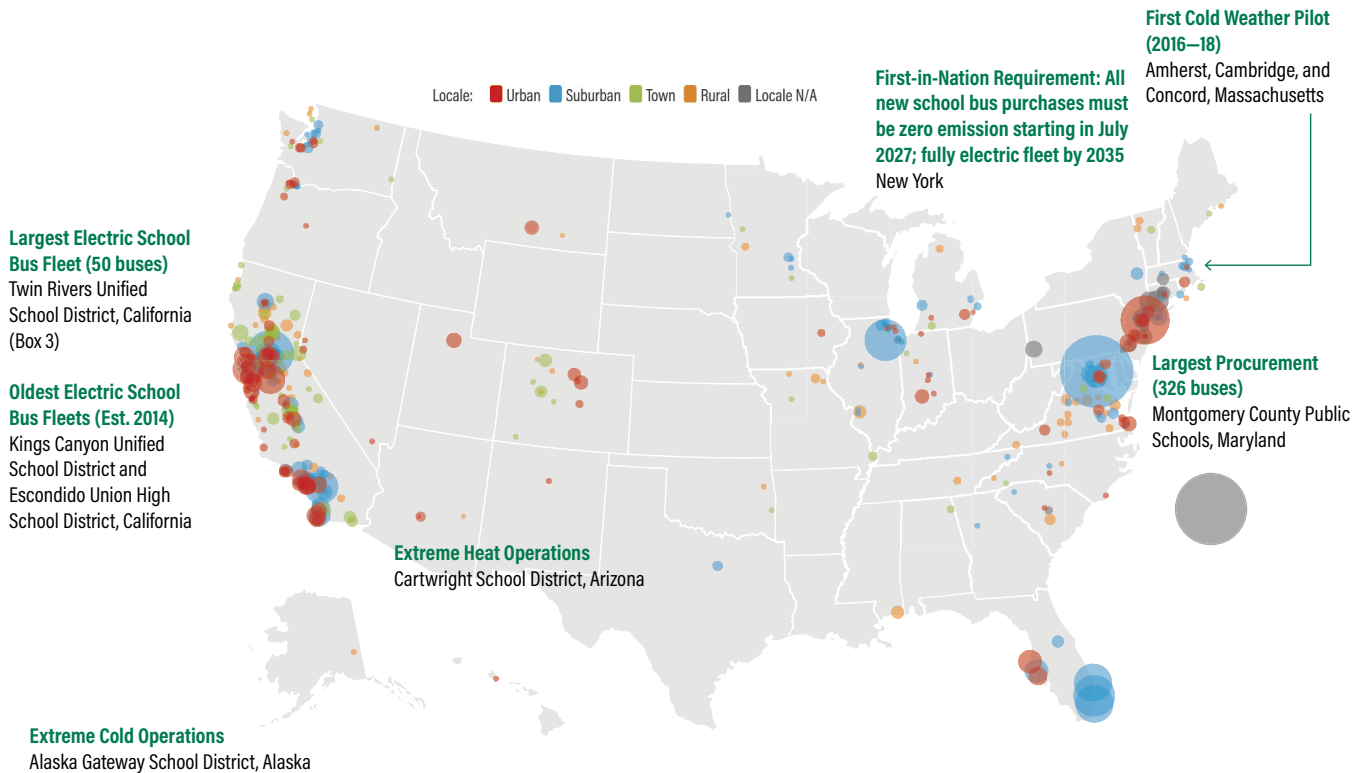 First Cold Weather Pilot
(2016—18)
Amherst, Cambridge, and
Concord, Massachusetts
First-in-Nation Requirement: All
new school bus purchases must
be zero emission starting in July
2027; fully electric fleet by 2035
New York
Locale: Urban Suburban Town Rural Locale N/A
Largest Electric School
Bus Fleet (50 buses)
Twin Rivers Unified
School District, California
(Box 3)
Oldest Electric School
Bus Fleets (Est. 2014)
Kings Canyon Unified
School District and
Escondido Union High
School District, California
Largest Procurement
(326 buses)
Montgomery County Public
Schools, Maryland
Extreme Heat Operations
Cartwright School District, Arizona
Extreme Cold Operations
Alaska Gateway School District, Alaska